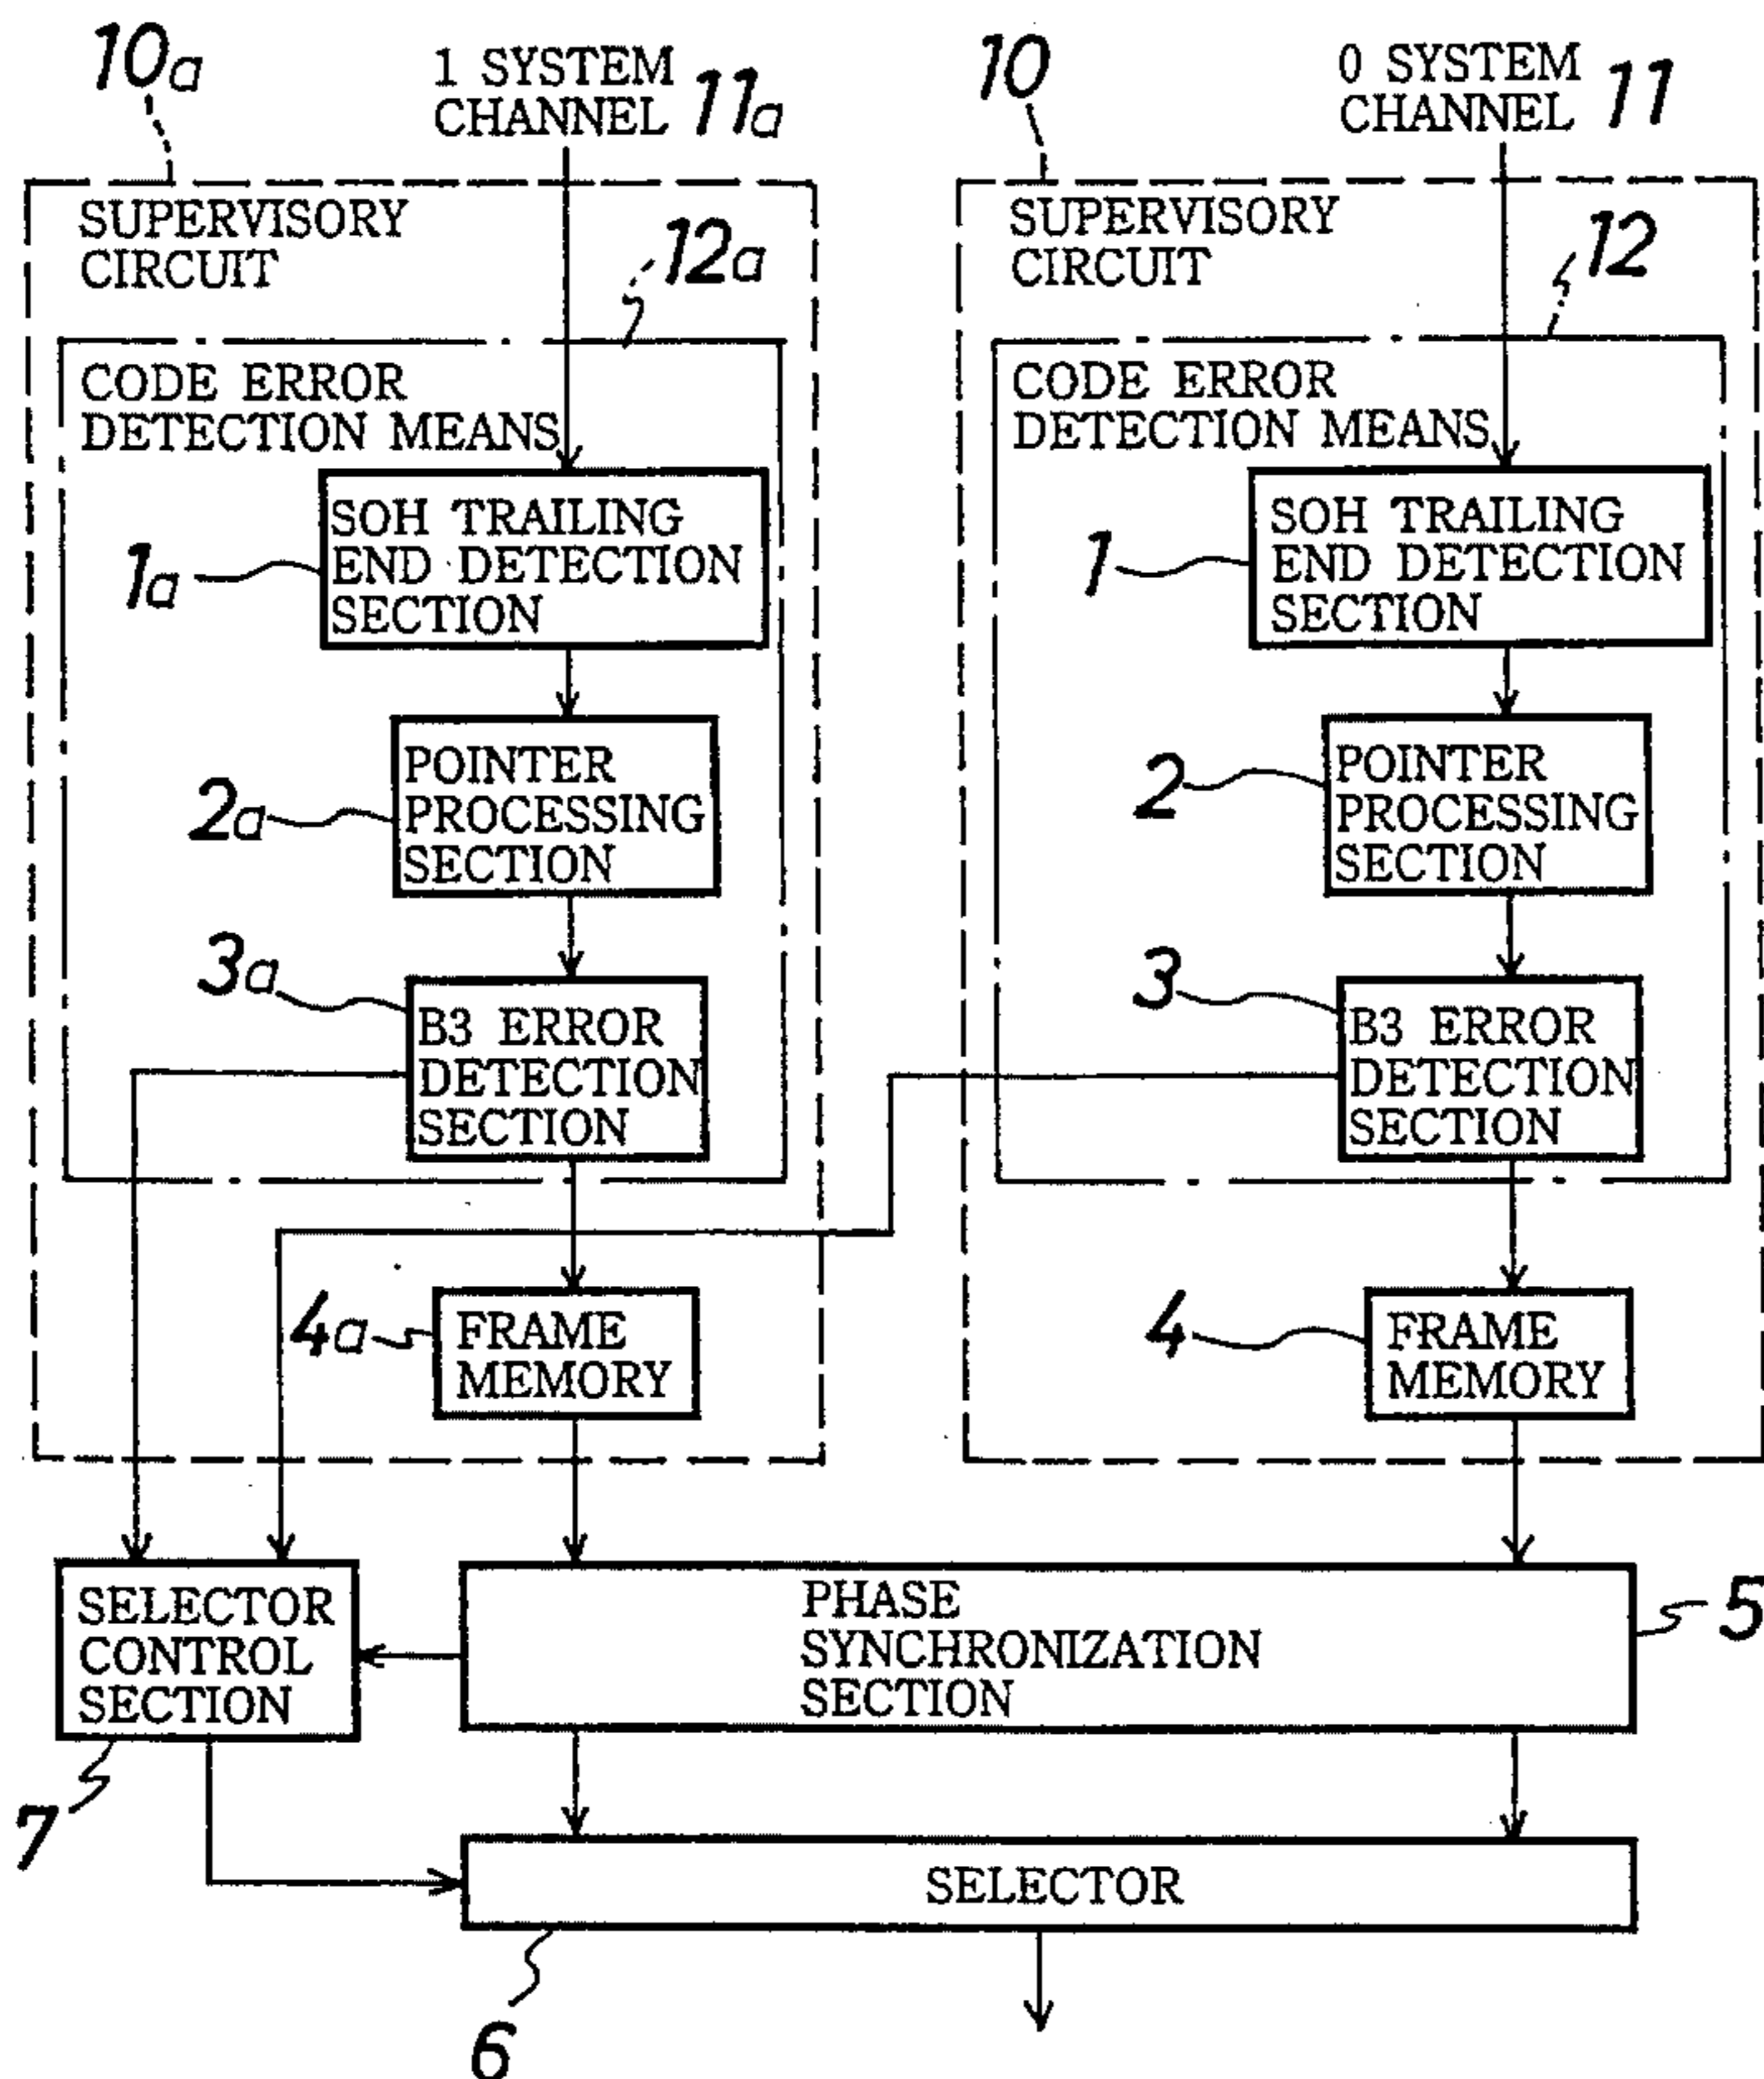 10a
1 SYSTEM
CHANNEL 11a
10
0 SYSTEM
CHANNEL 11
SUPERVISORY
CIRCUIT
12a
SUPERVISORY
CIRCUIT
12
CODE ERROR
DETECTION MEANS
CODE ERROR
DETECTION MEANS
1a
SOH TRAILING
END DETECTION
SECTION
1
SOH TRAILING
END DETECTION
SECTION
2a
POINTER
PROCESSING
SECTION
2
POINTER
PROCESSING
SECTION
3a
B3 ERROR
DETECTION
SECTION
3
B3 ERROR
DETECTION
SECTION
4a
FRAME
MEMORY
4
FRAME
MEMORY
SELECTOR
CONTROL
SECTION
7
PHASE
SYNCHRONIZATION
SECTION
5
SELECTOR
6